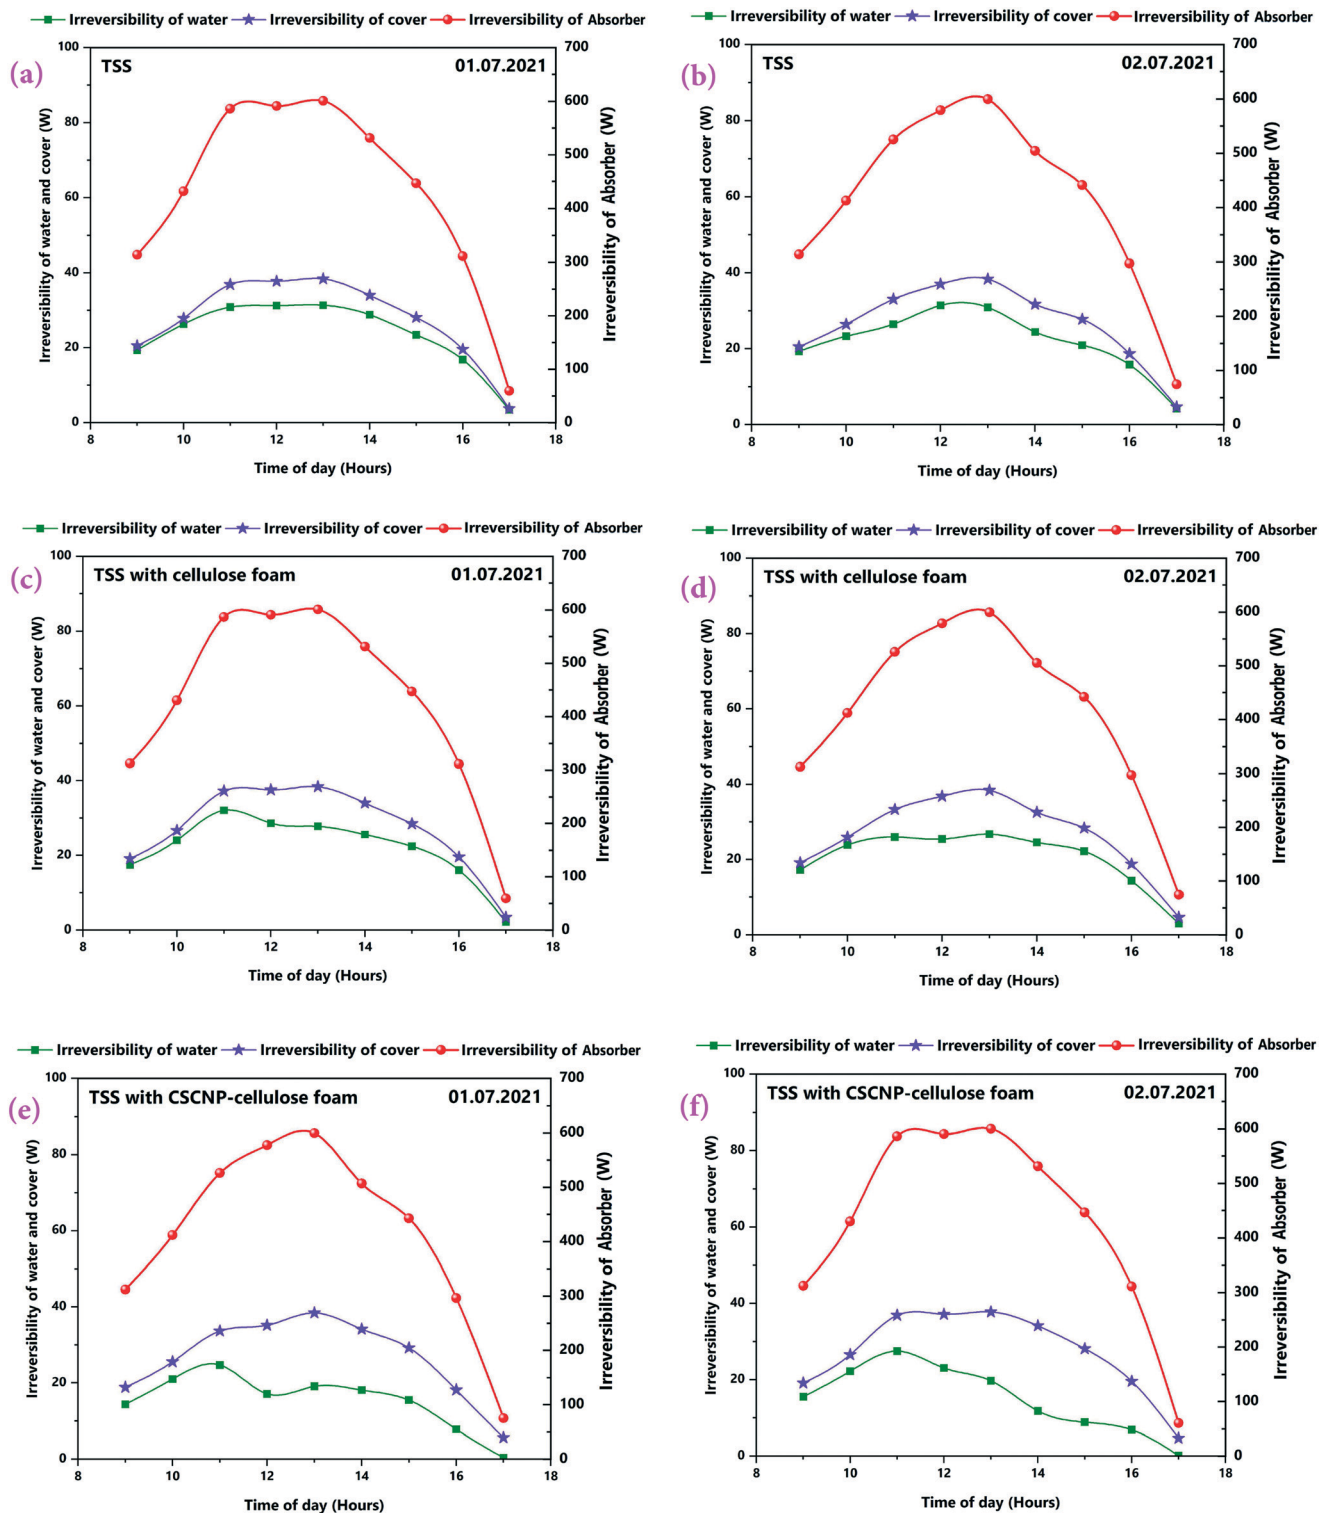 Irreversibility of water Irreversibility of cover Irreversibility of Absorber
(a)
TSS 01.07.2021
Irreversibility of water and cover (W)
100
80
60
40
20
0
700
600
500
400
300
200
100
0
Irreversibility of Absorber (W)
8 10 12 14 16 18
Time of day (Hours)
Irreversibility of water Irreversibility of cover Irreversibility of Absorber
(b)
TSS 02.07.2021
Irreversibility of water and cover (W)
100
80
60
40
20
0
700
600
500
400
300
200
100
0
Irreversibility of Absorber (W)
8 10 12 14 16 18
Time of day (Hours)
Irreversibility of water Irreversibility of cover Irreversibility of Absorber
(c)
TSS with cellulose foam 01.07.2021
Irreversibility of water and cover (W)
100
80
60
40
20
0
700
600
500
400
300
200
100
0
Irreversibility of Absorber (W)
8 10 12 14 16 18
Time of day (Hours)
Irreversibility of water Irreversibility of cover Irreversibility of Absorber
(d)
TSS with cellulose foam 02.07.2021
Irreversibility of water and cover (W)
100
80
60
40
20
0
700
600
500
400
300
200
100
0
Irreversibility of Absorber (W)
8 10 12 14 16 18
Time of day (Hours)
Irreversibility of water Irreversibility of cover Irreversibility of Absorber
(e)
TSS with CSCNP-cellulose foam 01.07.2021
Irreversibility of water and cover (W)
100
80
60
40
20
0
700
600
500
400
300
200
100
0
Irreversibility of Absorber (W)
8 10 12 14 16 18
Time of day (Hours)
Irreversibility of water Irreversibility of cover Irreversibility of Absorber
(f)
TSS with CSCNP-cellulose foam 02.07.2021
Irreversibility of water and cover (W)
100
80
60
40
20
0
700
600
500
400
300
200
100
0
Irreversibility of Absorber (W)
8 10 12 14 16 18
Time of day (Hours)